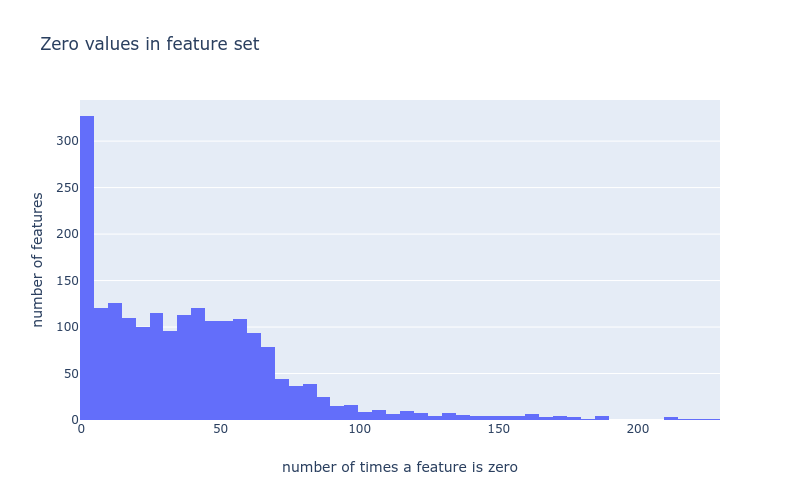 Zero values in feature set
number of features
300
250
200
150
100
50
0
0 50 100 150 200
number of times a feature is zero